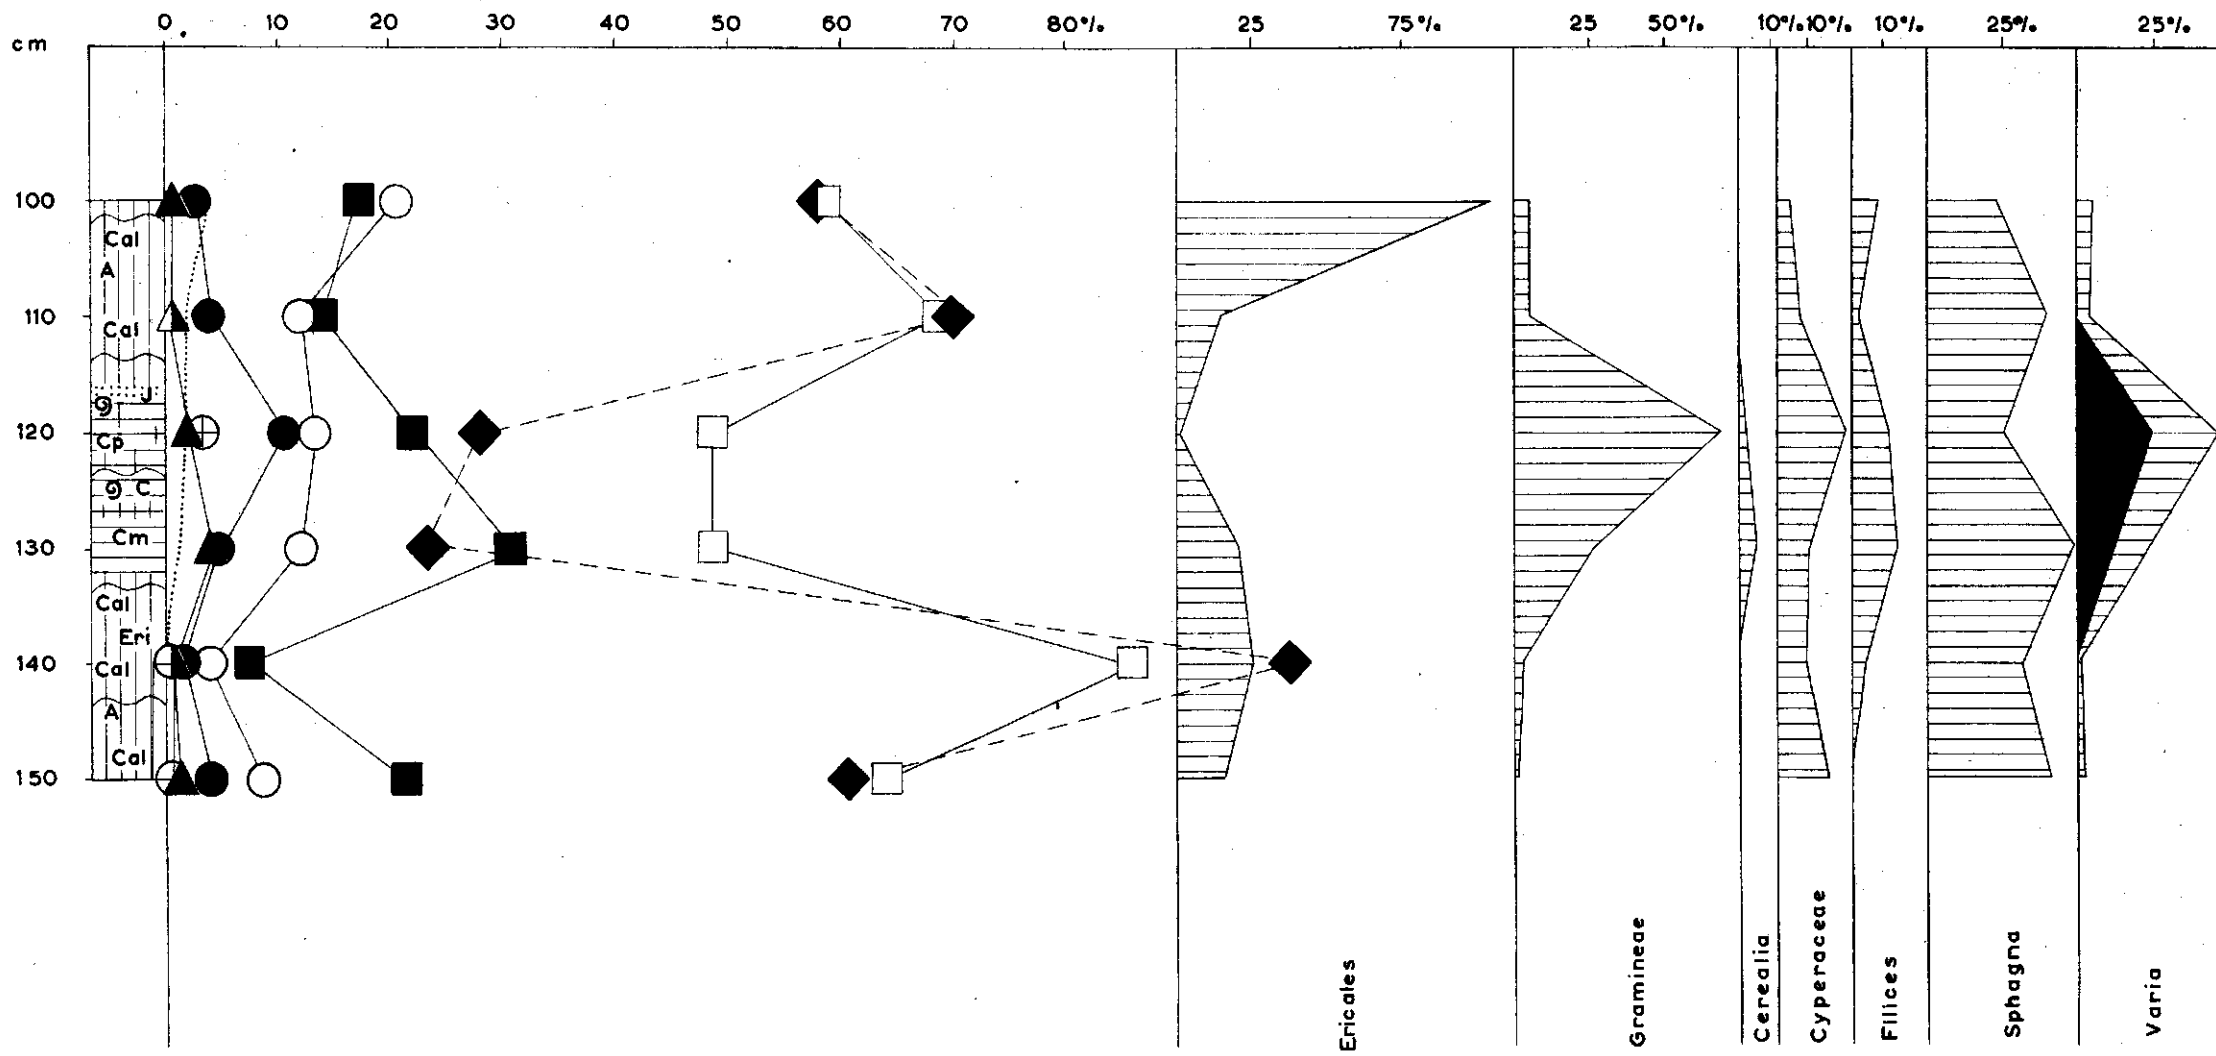 0 10 20 30 40 50 60 70 80% 25 75% 25 50% 10% 10% 10% 25% 25%
cm
100
Cal
A
110
Cal
J
120
Cp
C
Cm
130
Cal
Eri
140
Cal
A
Cal
150
Ericales
Gramineae
Cerealia
Cyperaceae
Filices
Sphagna
Varia